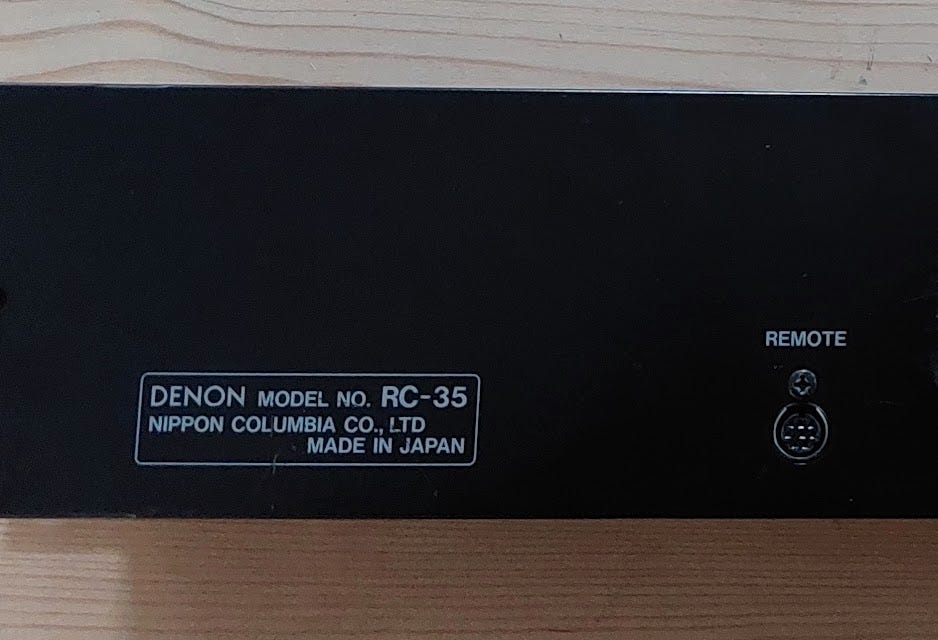 REMOTE
DENON MODEL NO. RC-35
NIPPON COLUMBIA CO., LTD
MADE IN JAPAN